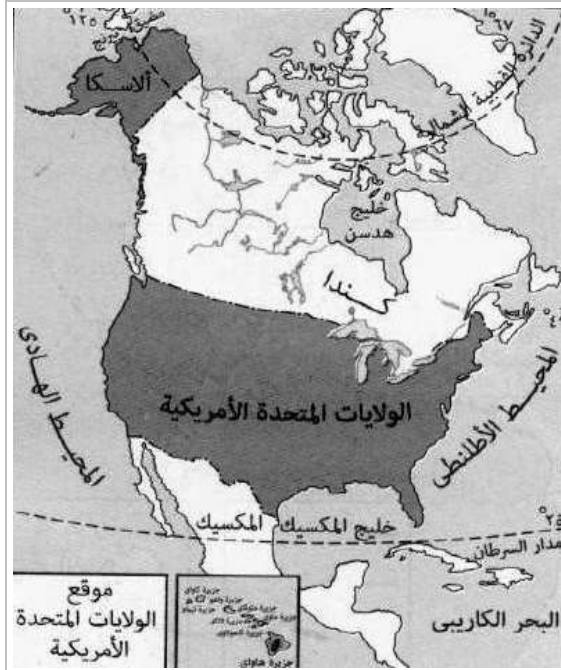 ألاسكا
الدائرة القطبية الشمالية
°٦٧
خليج
هدسن
كندا
المحيط الهادى
المحيط الأطلنطى
الولايات المتحدة الأمريكية
المكسيك
خليج المكسيك
مدار السرطان
البحر الكاريبى
موقع
الولايات المتحدة
الأمريكية
جزيرة هاواى